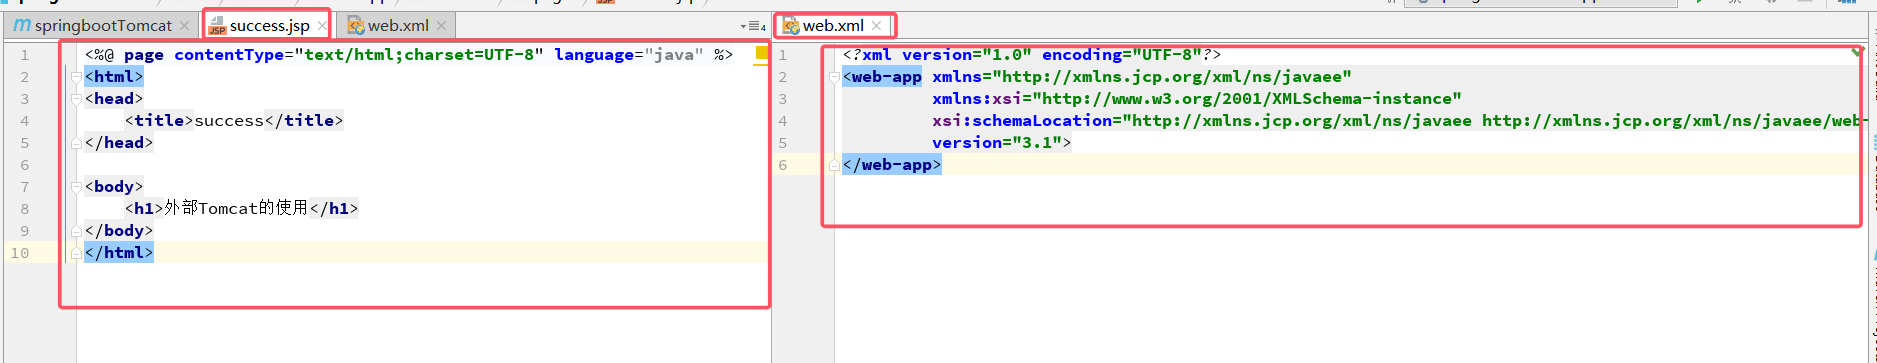 springbootTomcat
success.jsp
web.xml
4
web.xml
1 <%@ page contentType="text/html;charset=UTF-8" language="java" %>
2 <html>
3 <head>
4 <title>success</title>
5 </head>
6
7 <body>
8 <h1>外部Tomcat的使用</h1>
9 </body>
10 </html>
1 <?xml version="1.0" encoding="UTF-8"?>
2 <web-app xmlns="http://xmlns.jcp.org/xml/ns/javaee"
3 xmlns:xsi="http://www.w3.org/2001/XMLSchema-instance"
4 xsi:schemaLocation="http://xmlns.jcp.org/xml/ns/javaee http://xmlns.jcp.org/xml/ns/javaee/web-
5 version="3.1">
6 </web-app>